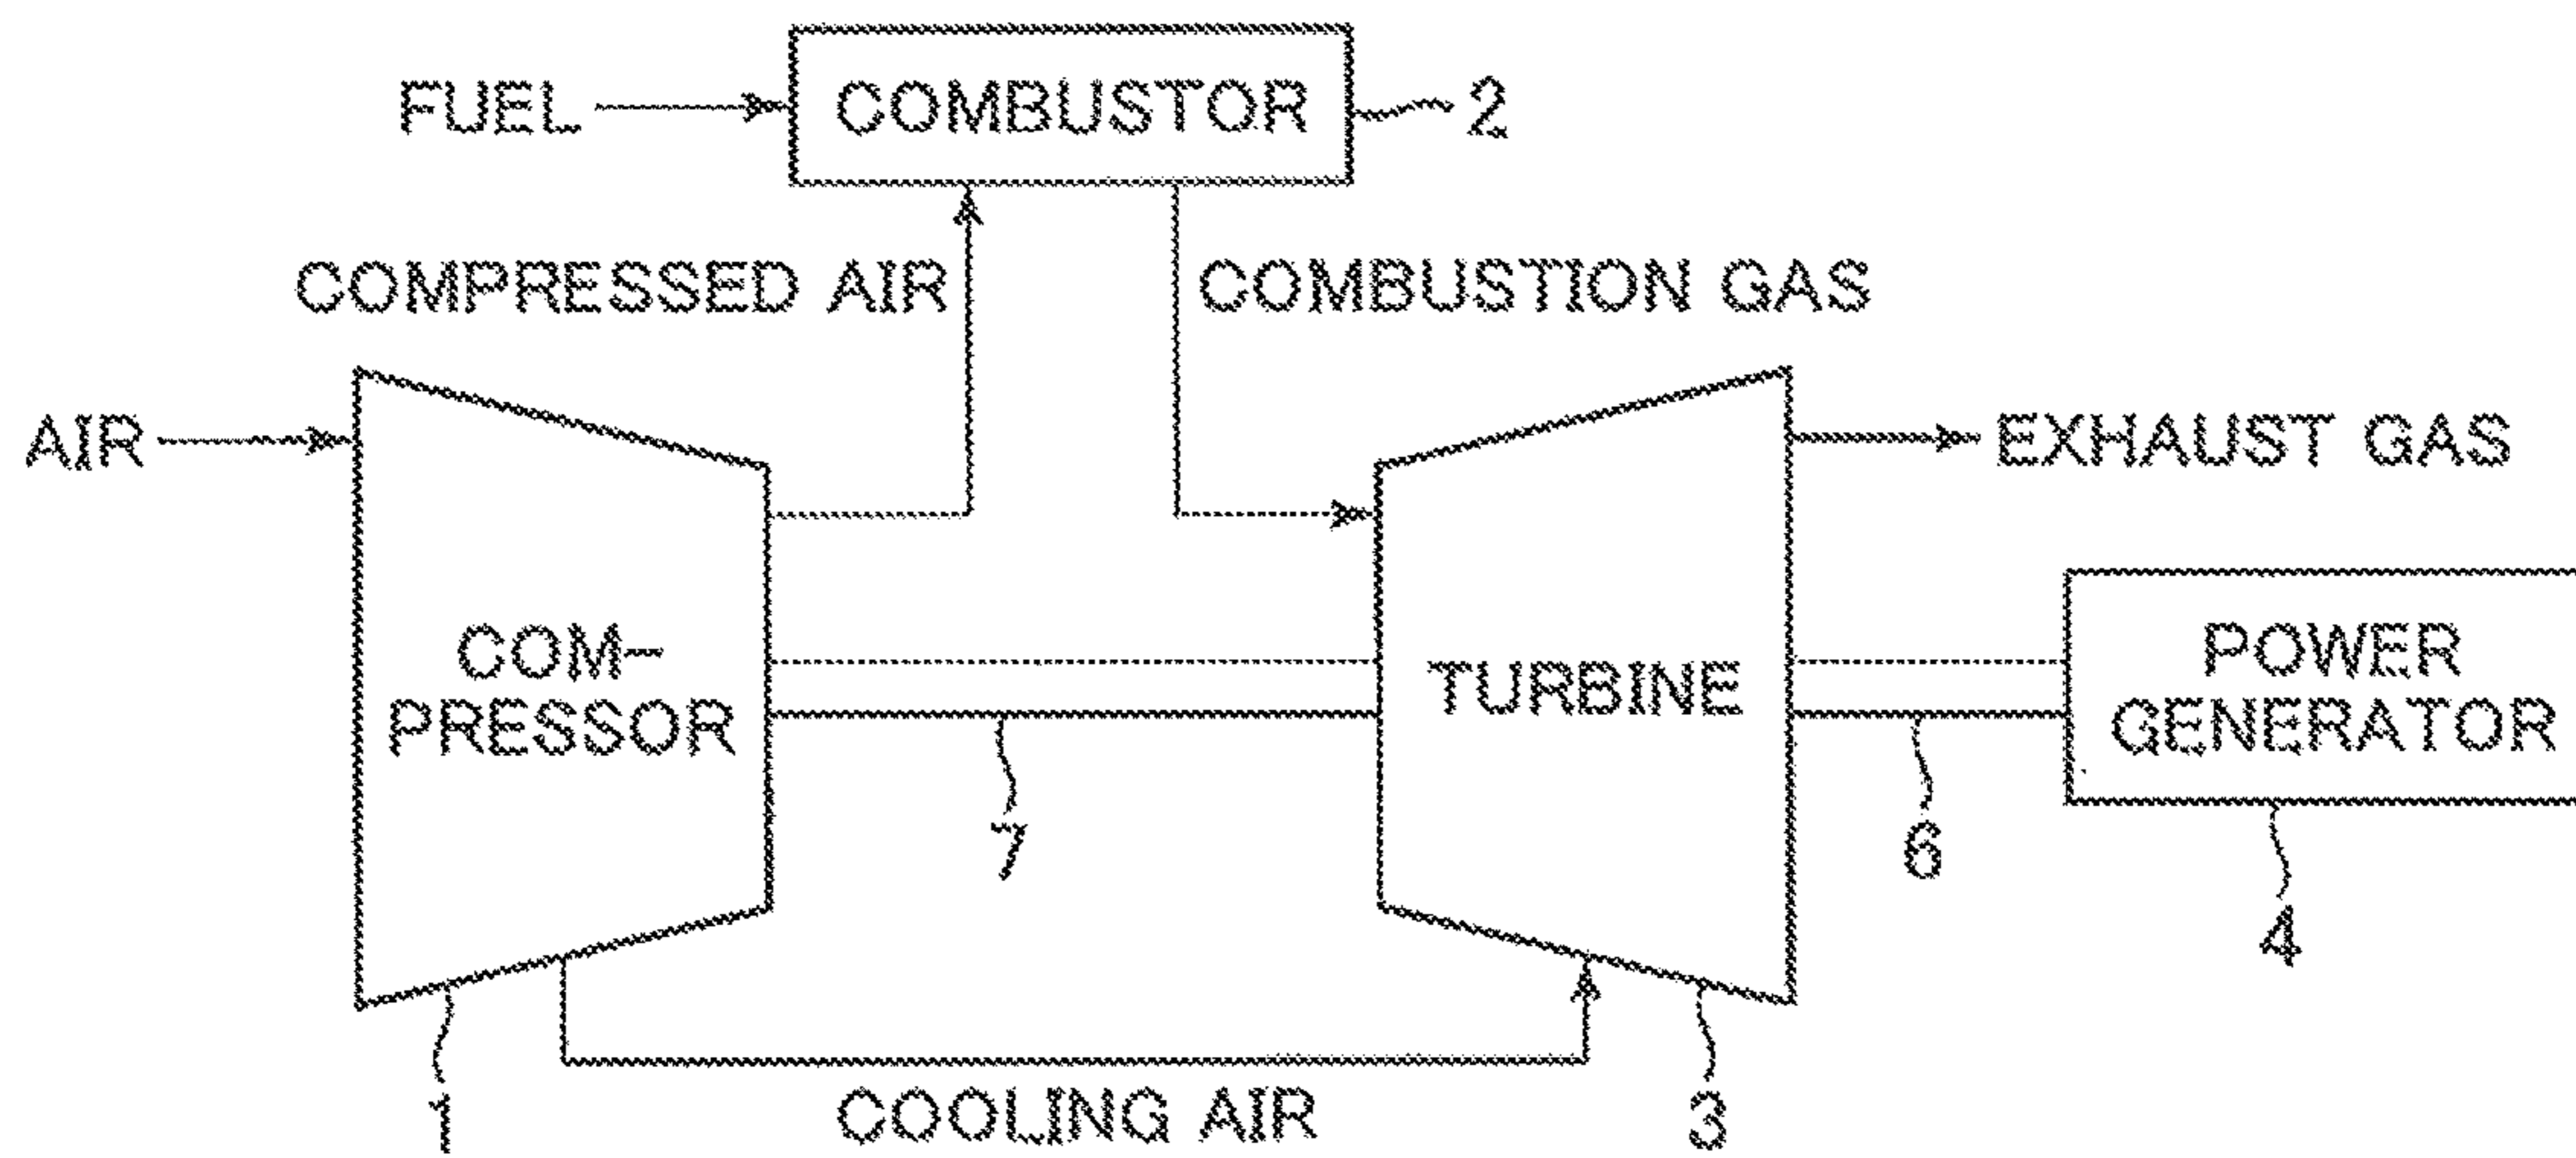 FUEL
COMBUSTOR
2
COMPRESSED AIR
COMBUSTION GAS
AIR
EXHAUST GAS
COM-
PRESSOR
TURBINE
POWER
GENERATOR
7
6
4
1
COOLING AIR
3